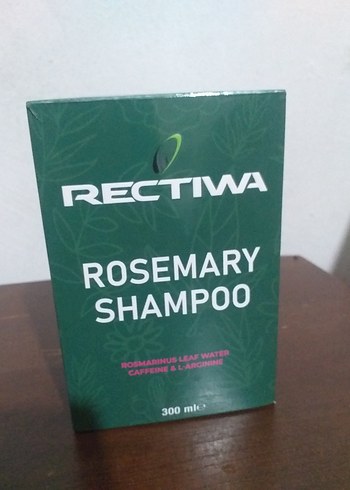 RECTIWA
ROSEMARY
SHAMPOO
ROSMARINUS LEAF WATER
CAFFEINE & L-ARGININE
300 ml℮